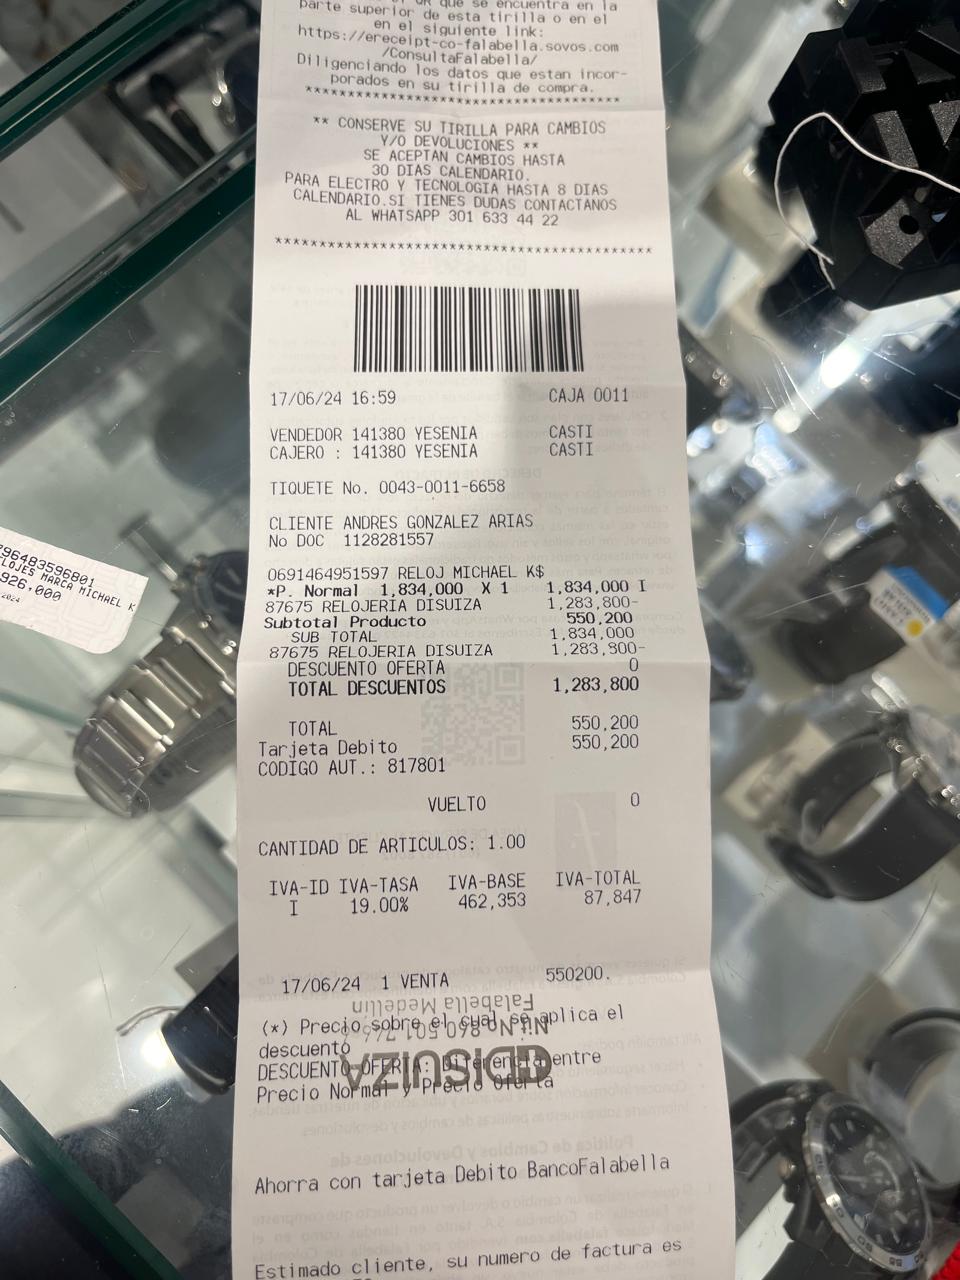 parte superior de esta tirilla o en el
en el siguiente link:
https://ereceipt-co-falabella.sovos.com
/ConsultaFalabella/
Diligenciando los datos que estan incor-
porados en su tirilla de compra.
***************************************
** CONSERVE SU TIRILLA PARA CAMBIOS
Y/O DEVOLUCIONES **
SE ACEPTAN CAMBIOS HASTA
30 DIAS CALENDARIO.
PARA ELECTRO Y TECNOLOGIA HASTA 8 DIAS
CALENDARIO.SI TIENES DUDAS CONTACTANOS
AL WHATSAPP 301 633 44 22
***************************************
17/06/24 16:59 CAJA 0011
VENDEDOR 141380 YESENIA CASTI
CAJERO : 141380 YESENIA CASTI
TIQUETE No. 0043-0011-6658
CLIENTE ANDRES GONZALEZ ARIAS
No DOC 1128281557
0691464951597 RELOJ MICHAEL K$
*P. Normal 1,834,000 X 1 1,834,000 I
87675 RELOJERIA DISUIZA 1,283,800-
Subtotal Producto 550,200
SUB TOTAL 1,834,000
87675 RELOJERIA DISUIZA 1,283,800-
DESCUENTO OFERTA 0
TOTAL DESCUENTOS 1,283,800
TOTAL 550,200
Tarjeta Debito 550,200
CODIGO AUT.: 817801
VUELTO 0
CANTIDAD DE ARTICULOS: 1.00
IVA-ID IVA-TASA IVA-BASE IVA-TOTAL
I 19.00% 462,353 87,847
17/06/24 1 VENTA 550200.
Falabella Medellin
(*) Precio sobre el cual se aplica el
descuento
DISUIZA
DESCUENTO OFERTA: Diferencia entre
Precio Normal y Precio Oferta
Ahorra con tarjeta Debito BancoFalabella
Estimado cliente, su numero de factura es
96483596801
LOJES MARCA MICHAEL K
926,000
2024